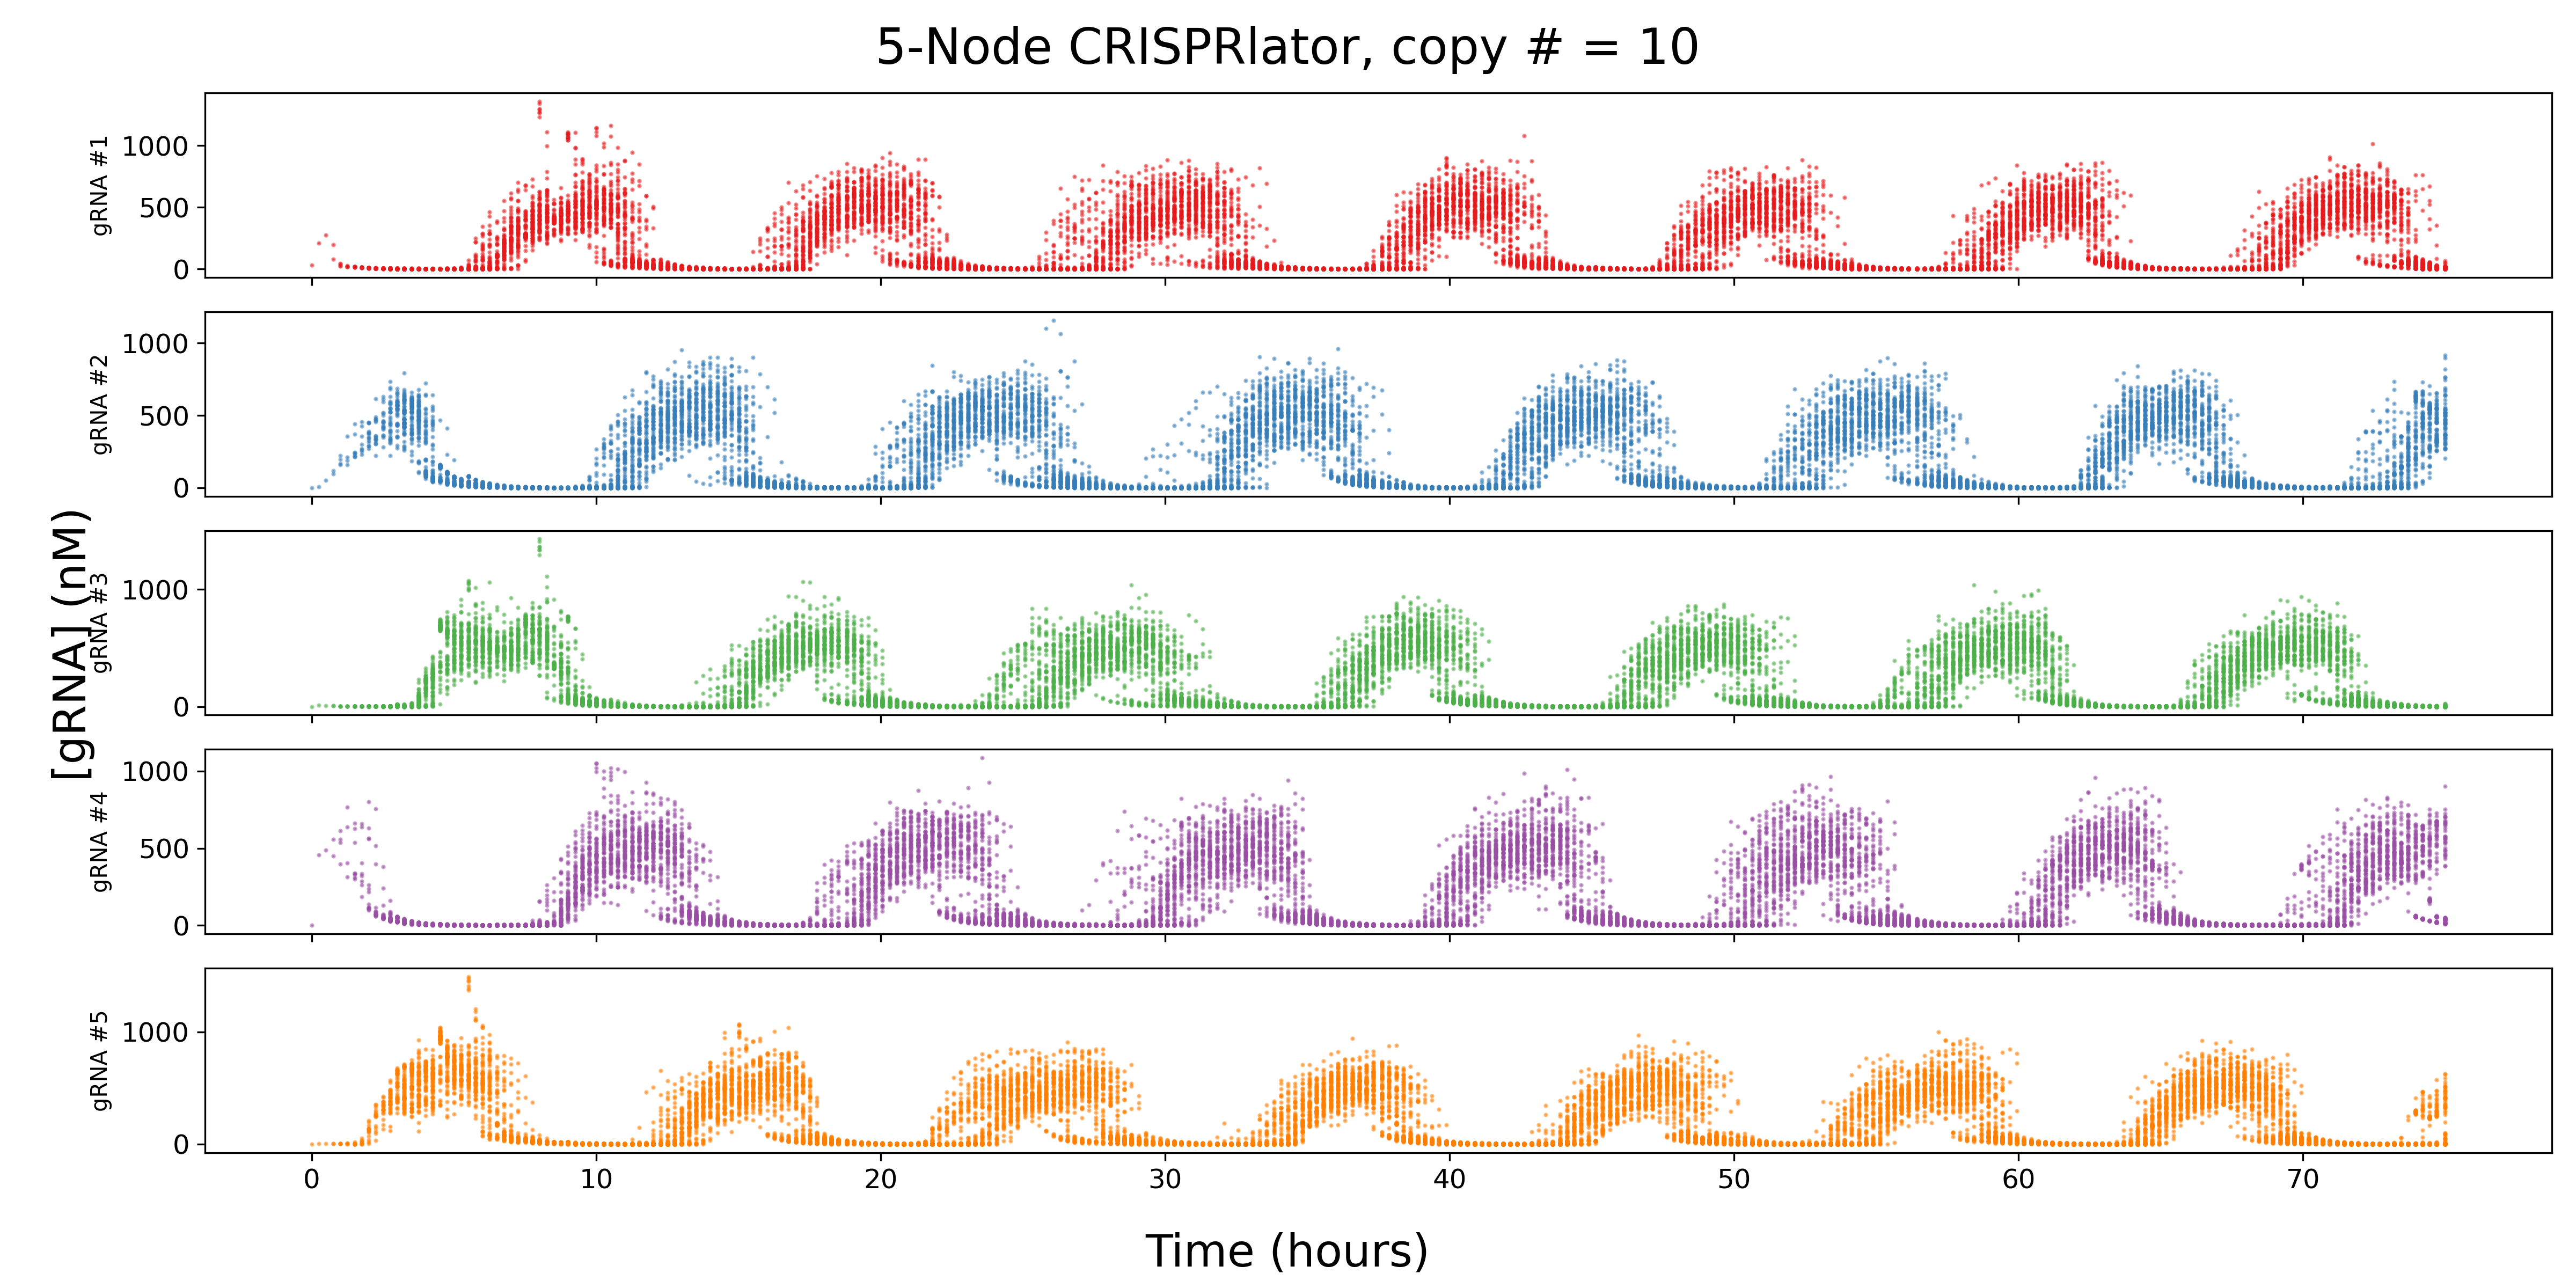 5-Node CRISPRlator, copy # = 10
[gRNA] (nM)
gRNA #1
1000
500
0
gRNA #2
1000
500
0
gRNA #3
1000
0
gRNA #4
1000
500
0
gRNA #5
1000
0
0 10 20 30 40 50 60 70
Time (hours)